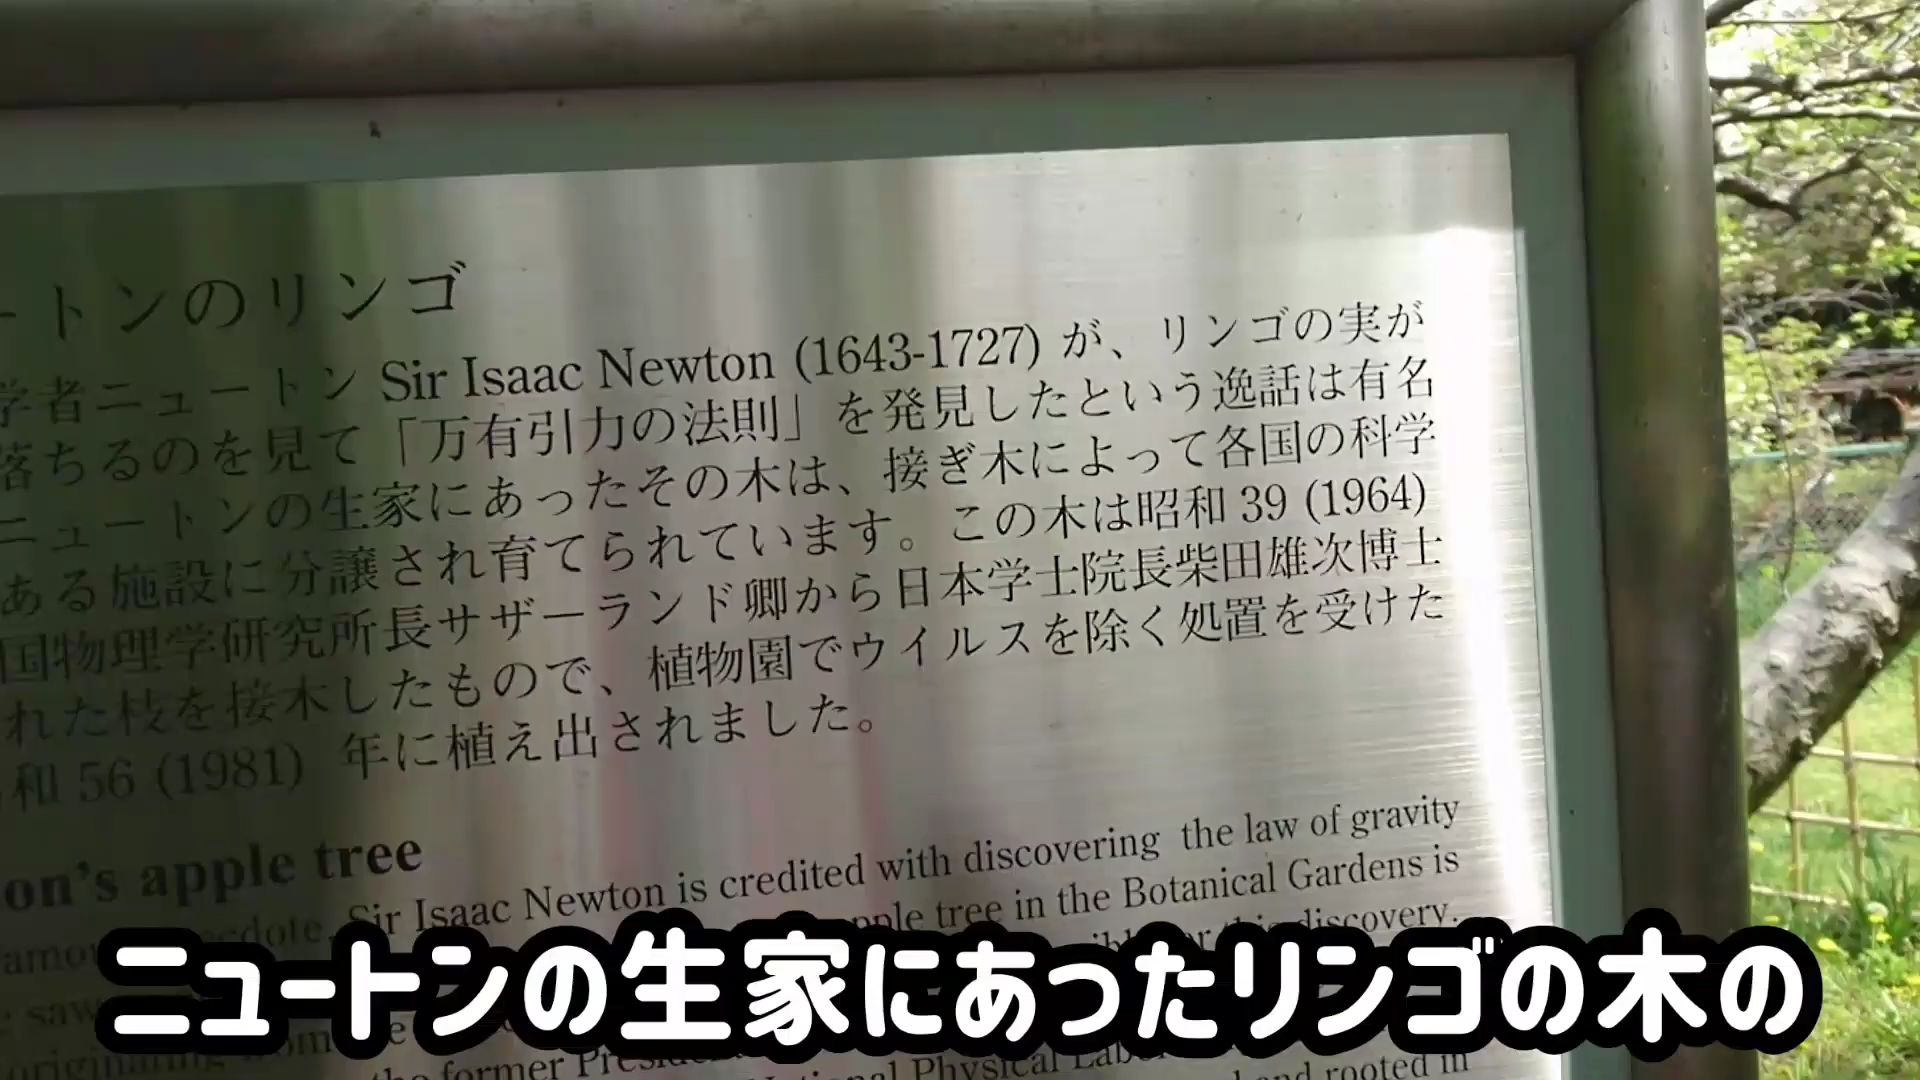 ートンのリンゴ
学者ニュートン Sir Isaac Newton (1643-1727) が、リンゴの実が
落ちるのを見て「万有引力の法則」を発見したという逸話は有名
ニュートンの生家にあったその木は、接ぎ木によって各国の科学
ある施設に分譲され育てられています。この木は昭和 39 (1964)
国物理学研究所長サザーランド卿から日本学士院長柴田雄次博士
れた枝を接木したもので、植物園でウイルスを除く処置を受けた
和 56 (1981) 年に植え出されました。
on's apple tree
Sir Isaac Newton is credited with discovering the law of gravity
apple tree in the Botanical Gardens is
discovery.
saw
originating from
the former
National Physical
and rooted in
ニュートンの生家にあったリンゴの木の